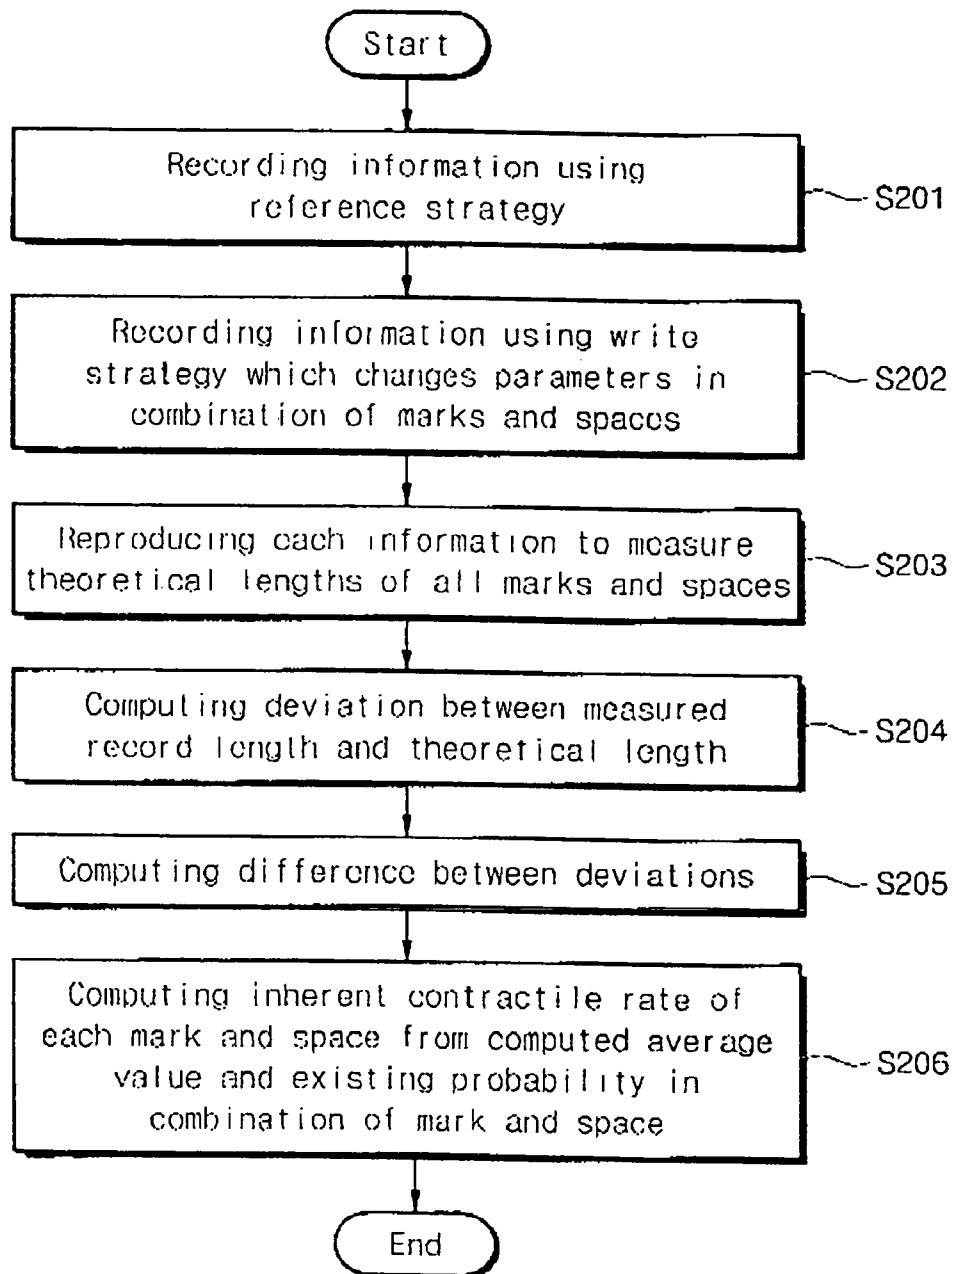 Start
Recording information using
reference strategy
S201
Recording information using write
strategy which changes parameters in
combination of marks and spaces
S202
Reproducing each information to measure
theoretical lengths of all marks and spaces
S203
Computing deviation between measured
record length and theoretical length
S204
Computing difference between deviations
S205
Computing inherent contractile rate of
each mark and space from computed average
value and existing probability in
combination of mark and space
S206
End